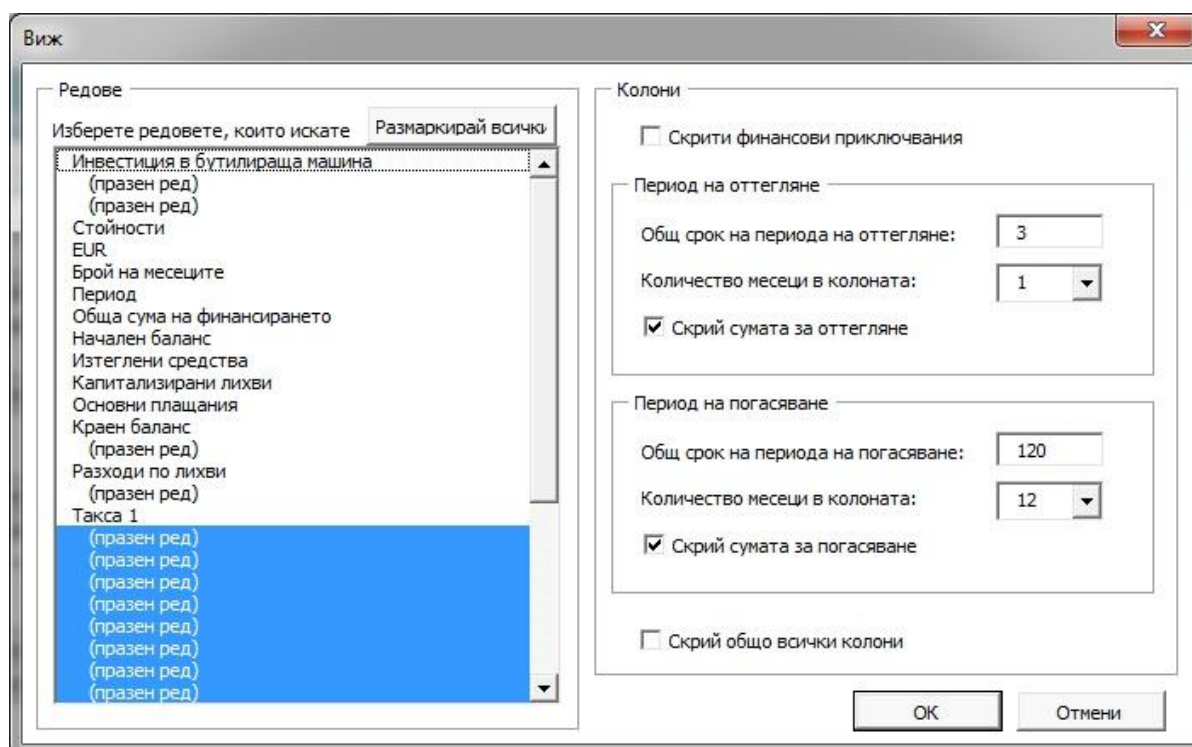 Виж
Редове
Изберете редовете, които искате
Размаркирай всички
Инвестиция в бутилираща машина
(празен ред)
(празен ред)
Стойности
EUR
Брой на месеците
Период
Обща сума на финансирането
Начален баланс
Изтеглени средства
Капитализирани лихви
Основни плащания
Краен баланс
(празен ред)
Разходи по лихви
(празен ред)
Такса 1
(празен ред)
(празен ред)
(празен ред)
(празен ред)
(празен ред)
(празен ред)
(празен ред)
(празен ред)
Колони
Скрити финансови приключвания
Период на оттегляне
Общ срок на периода на оттегляне: 3
Количество месеци в колоната: 1
Скрий сумата за оттегляне
Период на погасяване
Общ срок на периода на погасяване: 120
Количество месеци в колоната: 12
Скрий сумата за погасяване
Скрий общо всички колони
OK Отмени